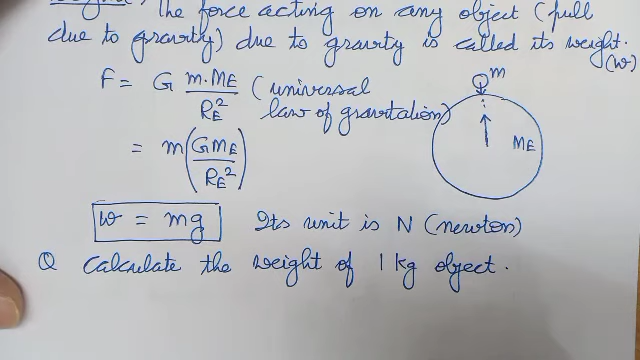 The force acting on any object (pull
due to gravity) due to gravity is called its weight.
(w)
F = G m.ME / RE² (universal law of gravitation)
= m(GME / RE²)
m
ME
w = mg Its unit is N (newton)
Q Calculate the weight of 1 kg object.